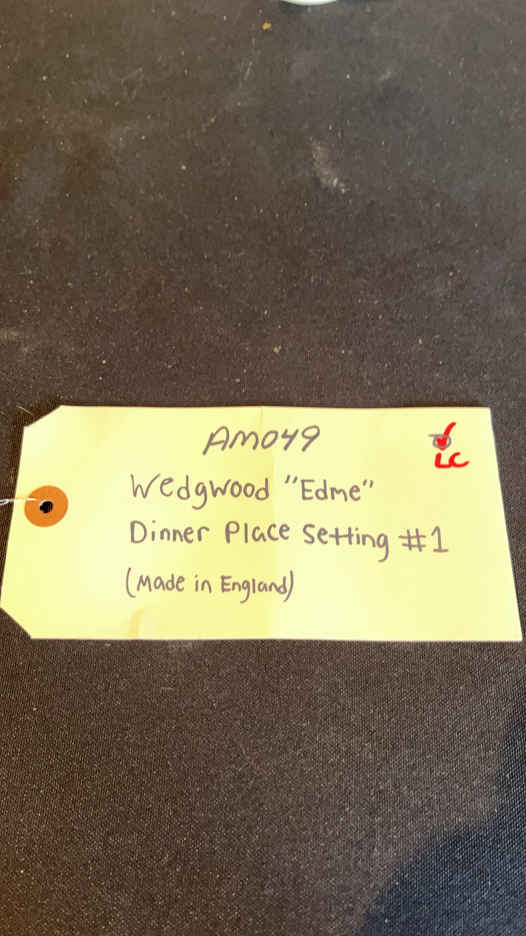 AM049
LC
Wedgwood "Edme"
Dinner Place Setting #1
(Made in England)